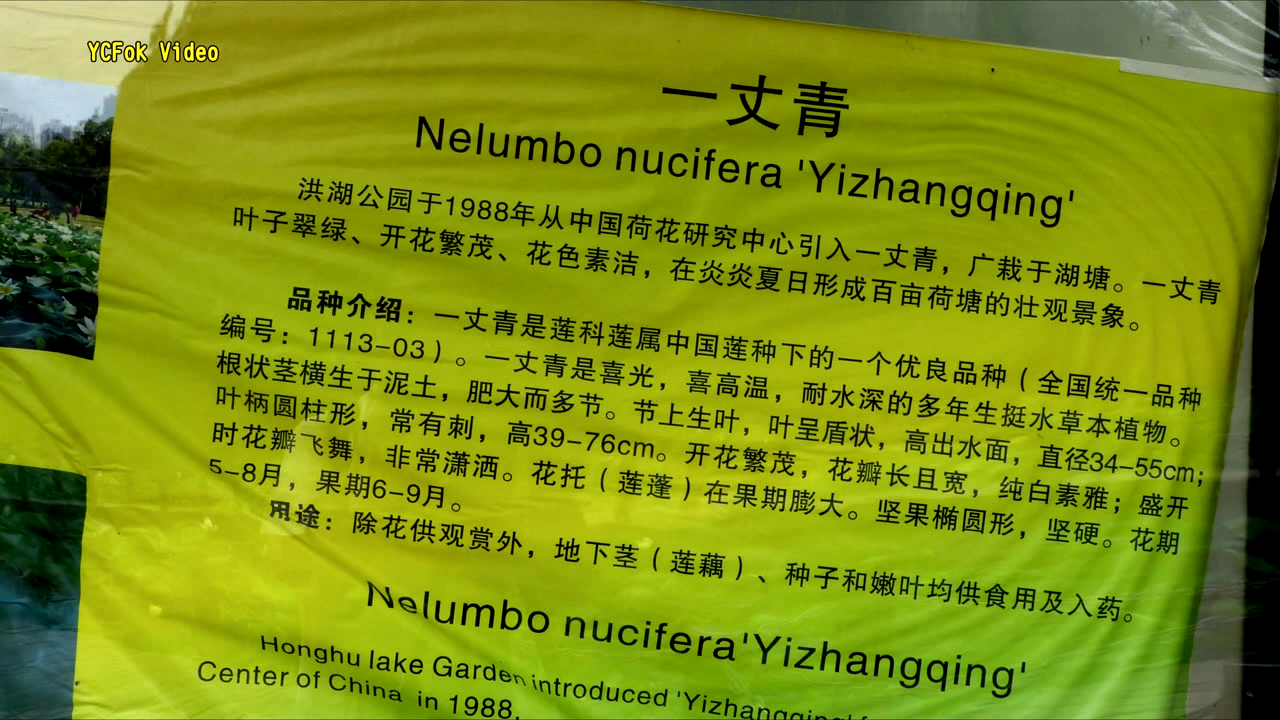 YCFok Video
一丈青
Nelumbo nucifera 'Yizhangqing'
洪湖公园于1988年从中国荷花研究中心引入一丈青，广栽于湖塘。一丈青
叶子翠绿、开花繁茂、花色素洁，在炎炎夏日形成百亩荷塘的壮观景象。
品种介绍：一丈青是莲科莲属中国莲种下的一个优良品种（全国统一品种
编号：1113-03）。一丈青是喜光，喜高温，耐水深的多年生挺水草本植物。
根状茎横生于泥土，肥大而多节。节上生叶，叶呈盾状，高出水面，直径34-55cm；
叶柄圆柱形，常有刺，高39-76cm。开花繁茂，花瓣长且宽，纯白素雅；盛开
时花瓣飞舞，非常潇洒。花托（莲蓬）在果期膨大。坚果椭圆形，坚硬。花期
5-8月，果期6-9月。
用途：除花供观赏外，地下茎（莲藕）、种子和嫩叶均供食用及入药。
Nelumbo nucifera'Yizhangqing'
Honghu lake Garden introduced 'Yizhangqing'
Center of China in 1988.